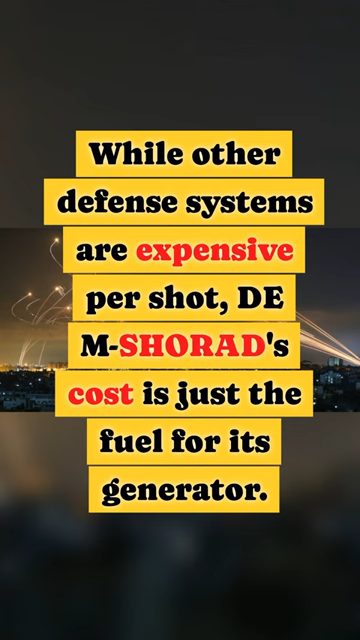 While other
defense systems
are expensive
per shot, DE
M-SHORAD's
cost is just the
fuel for its
generator.